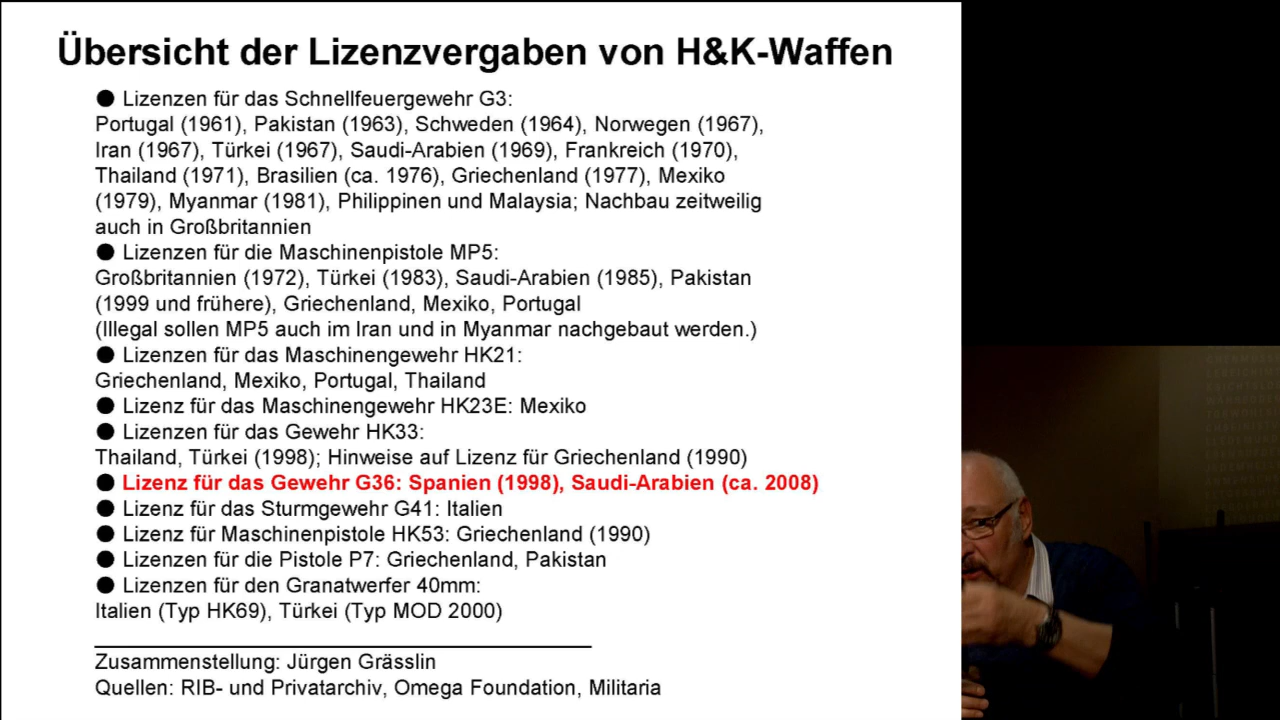 Übersicht der Lizenzvergaben von H&K-Waffen
● Lizenzen für das Schnellfeuergewehr G3:
Portugal (1961), Pakistan (1963), Schweden (1964), Norwegen (1967),
Iran (1967), Türkei (1967), Saudi-Arabien (1969), Frankreich (1970),
Thailand (1971), Brasilien (ca. 1976), Griechenland (1977), Mexiko
(1979), Myanmar (1981), Philippinen und Malaysia; Nachbau zeitweilig
auch in Großbritannien
● Lizenzen für die Maschinenpistole MP5:
Großbritannien (1972), Türkei (1983), Saudi-Arabien (1985), Pakistan
(1999 und frühere), Griechenland, Mexiko, Portugal
(Illegal sollen MP5 auch im Iran und in Myanmar nachgebaut werden.)
● Lizenzen für das Maschinengewehr HK21:
Griechenland, Mexiko, Portugal, Thailand
● Lizenz für das Maschinengewehr HK23E: Mexiko
● Lizenzen für das Gewehr HK33:
Thailand, Türkei (1998); Hinweise auf Lizenz für Griechenland (1990)
● Lizenz für das Gewehr G36: Spanien (1998), Saudi-Arabien (ca. 2008)
● Lizenz für das Sturmgewehr G41: Italien
● Lizenz für Maschinenpistole HK53: Griechenland (1990)
● Lizenzen für die Pistole P7: Griechenland, Pakistan
● Lizenzen für den Granatwerfer 40mm:
Italien (Typ HK69), Türkei (Typ MOD 2000)
Zusammenstellung: Jürgen Grässlin
Quellen: RIB- und Privatarchiv, Omega Foundation, Militaria